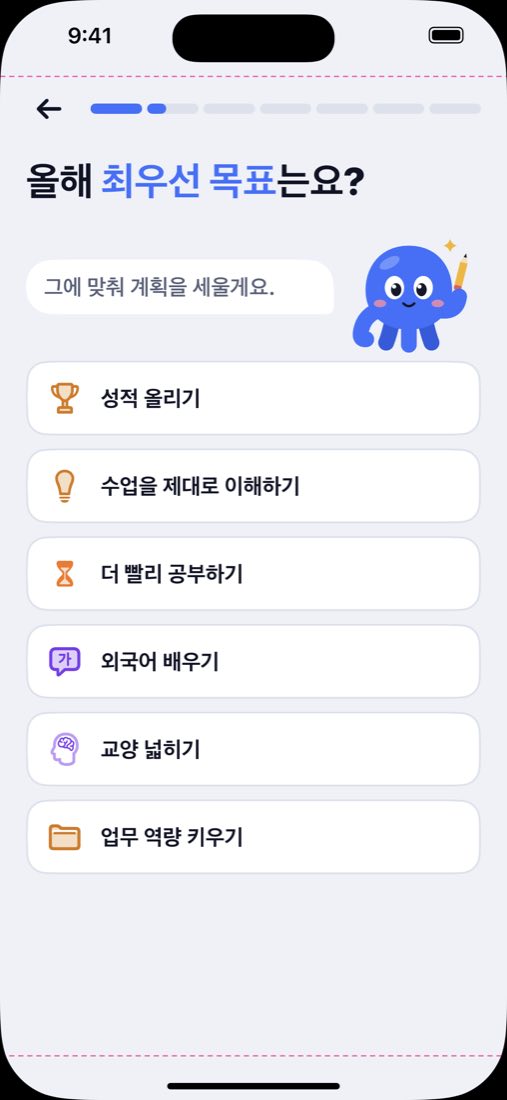 9:41
올해 최우선 목표는요?
그에 맞춰 계획을 세울게요.
성적 올리기
수업을 제대로 이해하기
더 빨리 공부하기
가
외국어 배우기
교양 넓히기
업무 역량 키우기